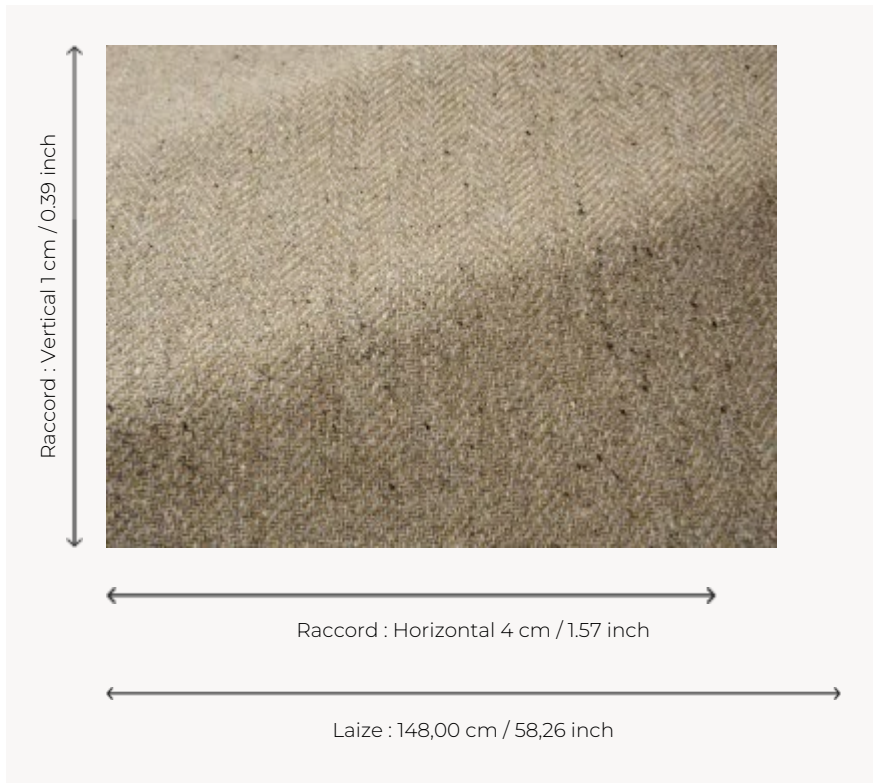 Raccord : Vertical 1 cm / 0.39 inch
Raccord : Horizontal 4 cm / 1.57 inch
Laize : 148,00 cm / 58,26 inch